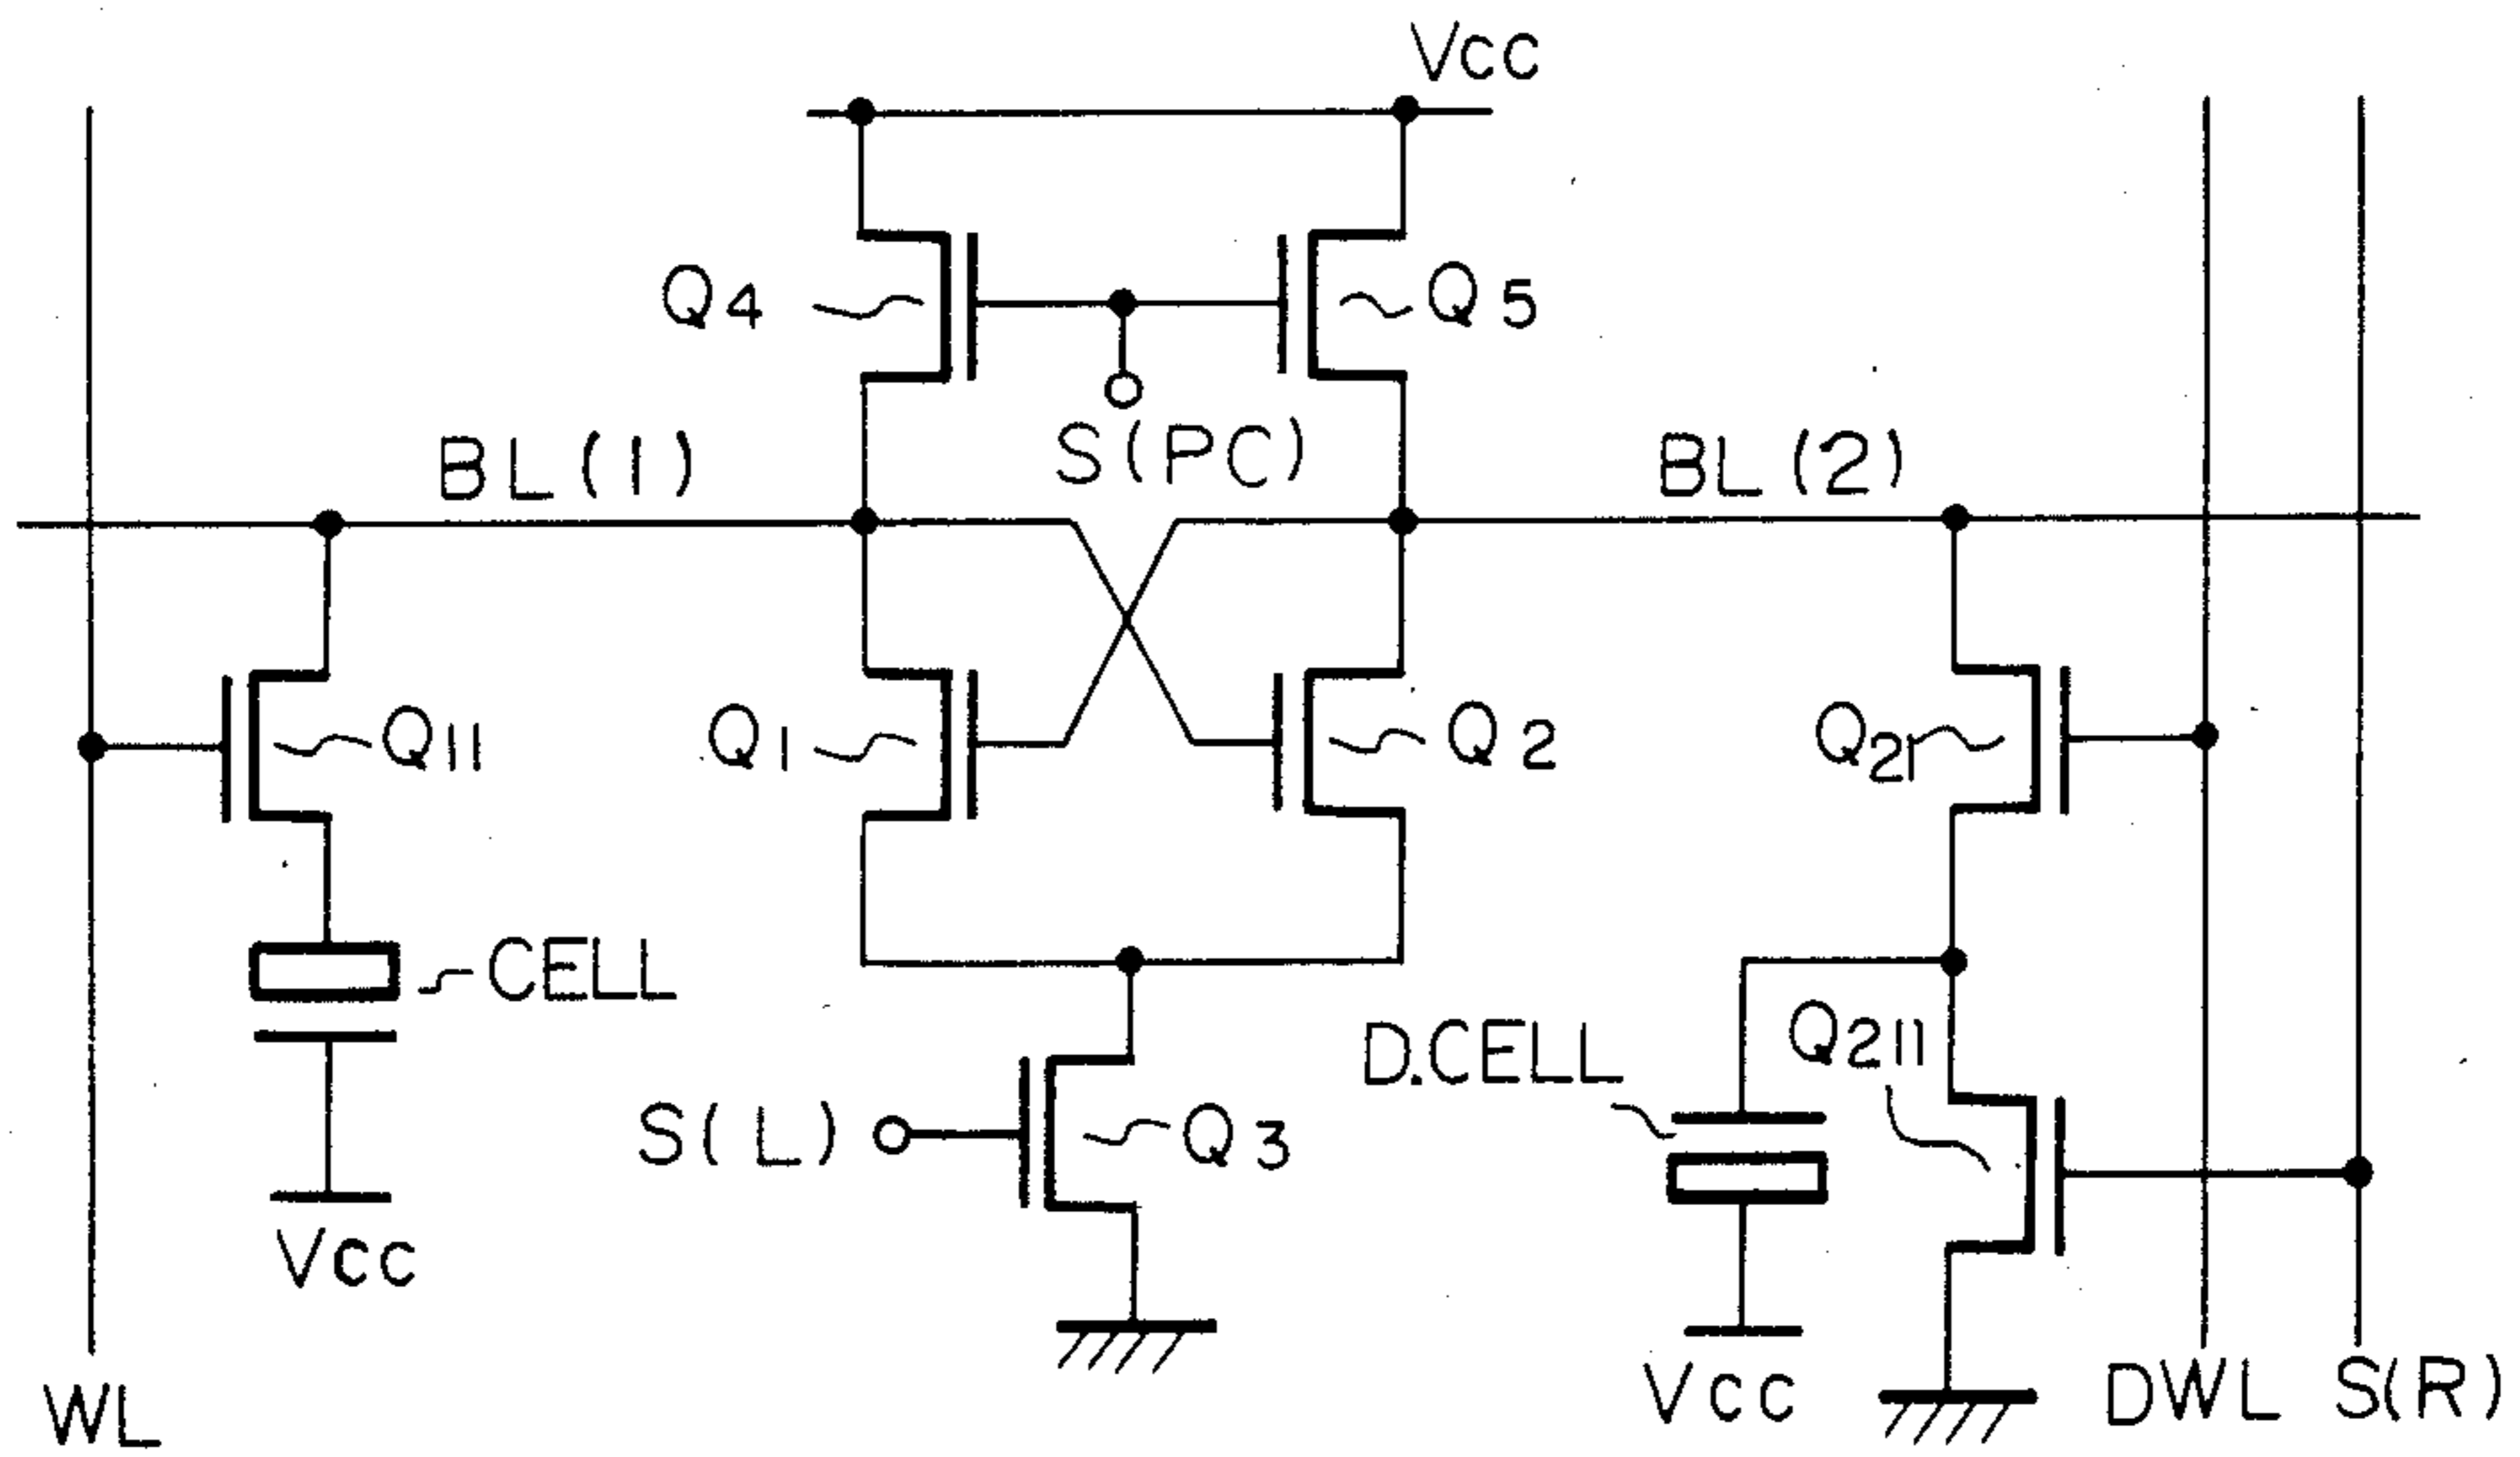 Vcc
Q4
Q5
S(PC)
BL(1)
BL(2)
Q11
Q1
Q2
Q21
CELL
D.CELL
Q211
S(L)
Q3
Vcc
Vcc
DWL
S(R)
WL